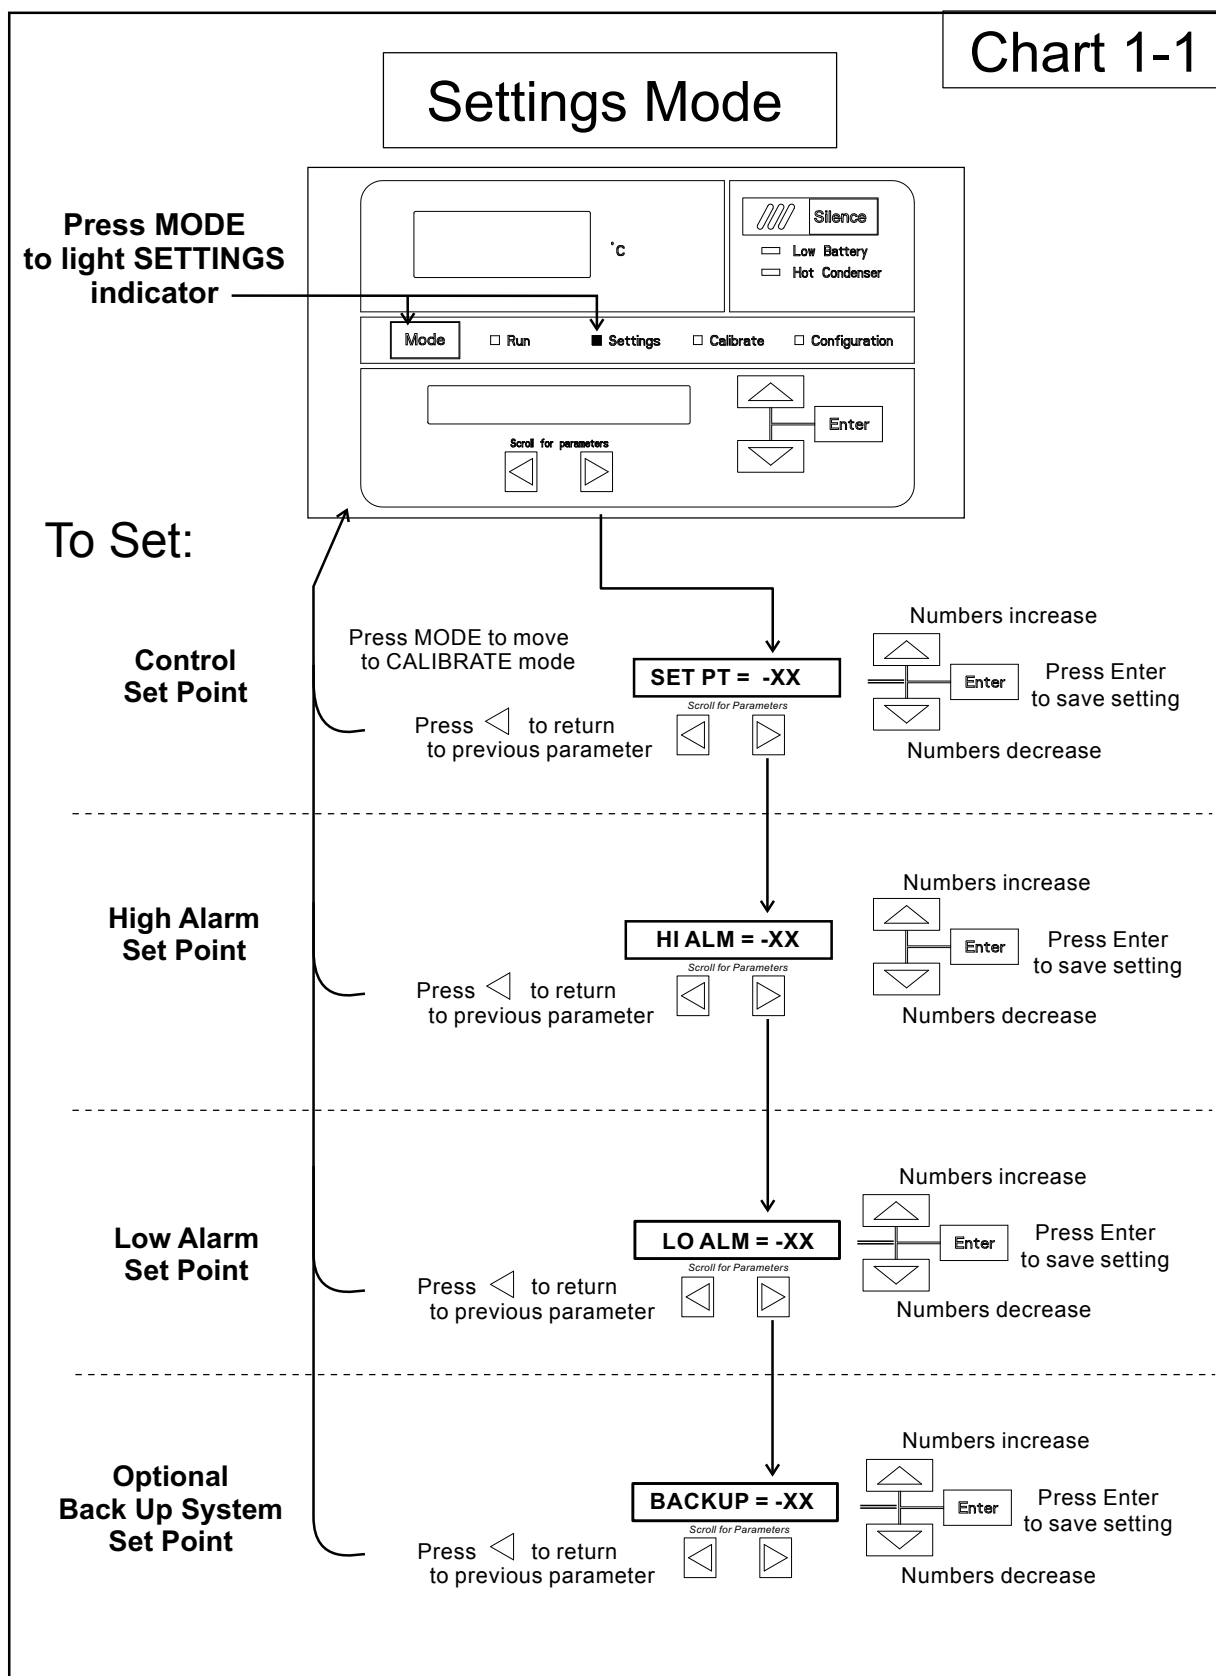 Chart 1-1
Settings Mode
Press MODE
to light SETTINGS
indicator
°C
Silence
Low Battery
Hot Condenser
Mode
Run
Settings
Calibrate
Configuration
Scroll for parameters
Enter
To Set:
Control
Set Point
Press MODE to move
to CALIBRATE mode
Press to return
to previous parameter
SET PT = -XX
Scroll for Parameters
Numbers increase
Enter
Press Enter
to save setting
Numbers decrease
High Alarm
Set Point
Press to return
to previous parameter
HI ALM = -XX
Scroll for Parameters
Numbers increase
Enter
Press Enter
to save setting
Numbers decrease
Low Alarm
Set Point
Press to return
to previous parameter
LO ALM = -XX
Scroll for Parameters
Numbers increase
Enter
Press Enter
to save setting
Numbers decrease
Optional
Back Up System
Set Point
Press to return
to previous parameter
BACKUP = -XX
Scroll for Parameters
Numbers increase
Enter
Press Enter
to save setting
Numbers decrease